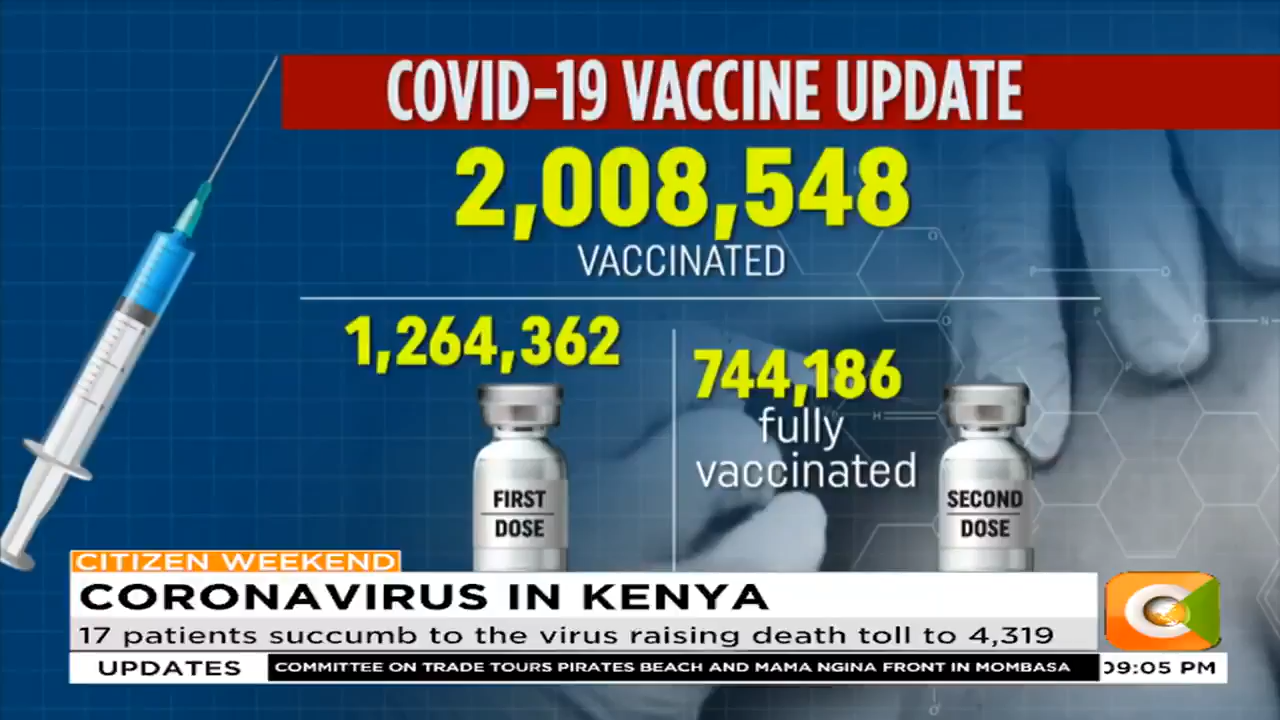 COVID-19 VACCINE UPDATE
2,008,548
VACCINATED
1,264,362
744,186
fully
vaccinated
FIRST
DOSE
SECOND
DOSE
CITIZEN WEEKEND
CORONAVIRUS IN KENYA
17 patients succumb to the virus raising death toll to 4,319
UPDATES
COMMITTEE ON TRADE TOURS PIRATES BEACH AND MAMA NGINA FRONT IN MOMBASA
09:05 PM